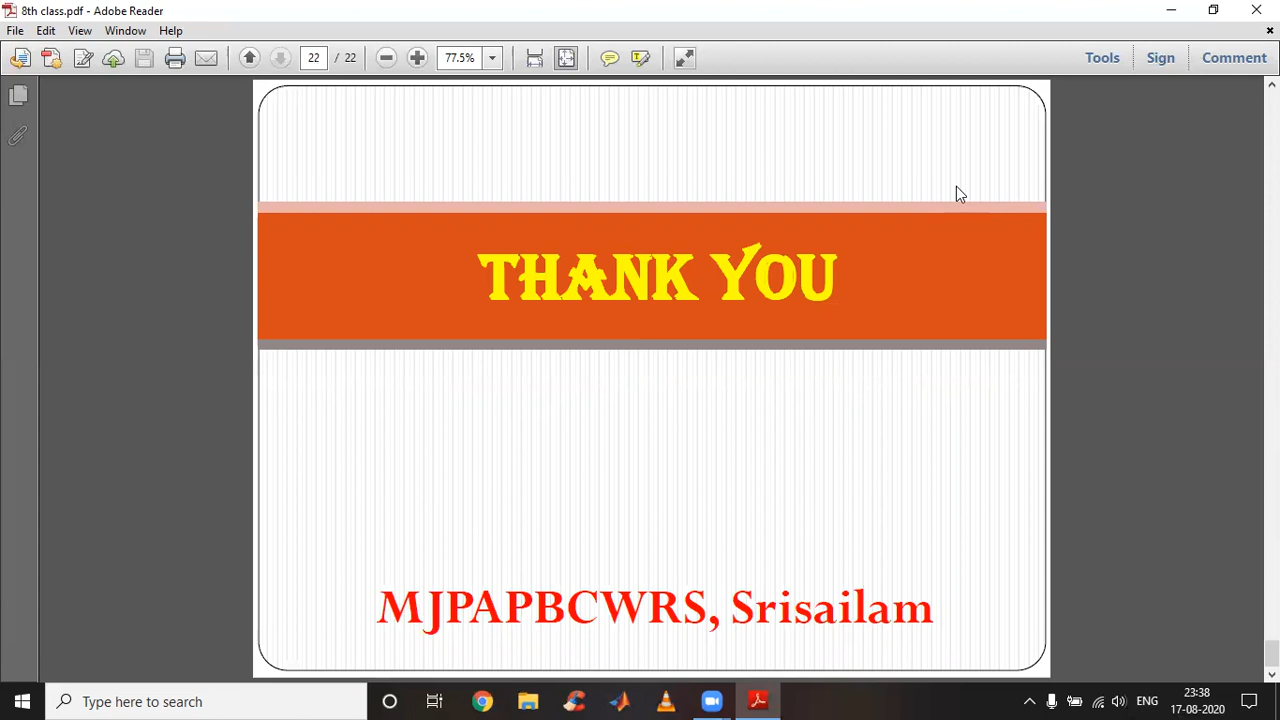 8th class.pdf - Adobe Reader
File Edit View Window Help
22 / 22 77.5% Tools Sign Comment
THANK YOU
MJPAPBCWRS, Srisailam
Type here to search
ENG
23:38
17-08-2020